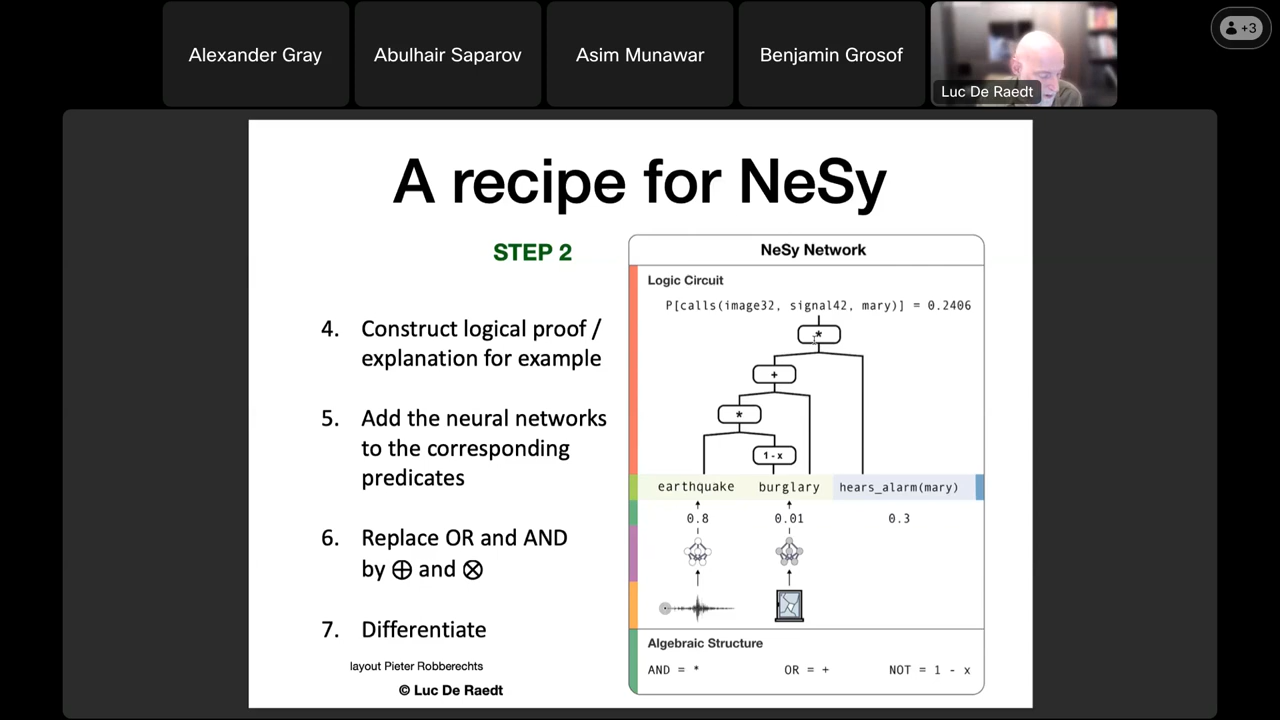 Alexander Gray
Abulhair Saparov
Asim Munawar
Benjamin Grosof
Luc De Raedt
+3
A recipe for NeSy
STEP 2
4. Construct logical proof /
explanation for example
5. Add the neural networks
to the corresponding
predicates
6. Replace OR and AND
by ⊕ and ⊗
7. Differentiate
layout Pieter Robberechts
© Luc De Raedt
NeSy Network
Logic Circuit
P[calls(image32, signal42, mary)] = 0.2406
*
+
*
1-x
earthquake burglary hears_alarm(mary)
0.8 0.01 0.3
Algebraic Structure
AND = * OR = + NOT = 1 - x